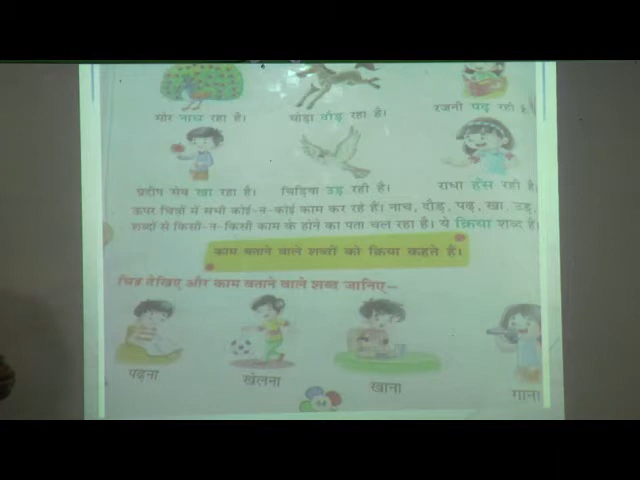 मोर नाच रहा है। घोड़ा दौड़ रहा है। रजनी पढ़ रही है
प्रदीप सेब खा रहा है। चिड़िया उड़ रही है। राधा हँस रही है
ऊपर चित्रों में सभी कोई-न-कोई काम कर रहे हैं। नाच, दौड़, पढ़, खा, उड़,
शब्दों से किसी-न-किसी काम के होने का पता चल रहा है। ये क्रिया शब्द हैं
काम बताने वाले शब्दों को क्रिया कहते हैं।
चित्र देखिए और काम बताने वाले शब्द जानिए–
पढ़ना खेलना खाना गाना